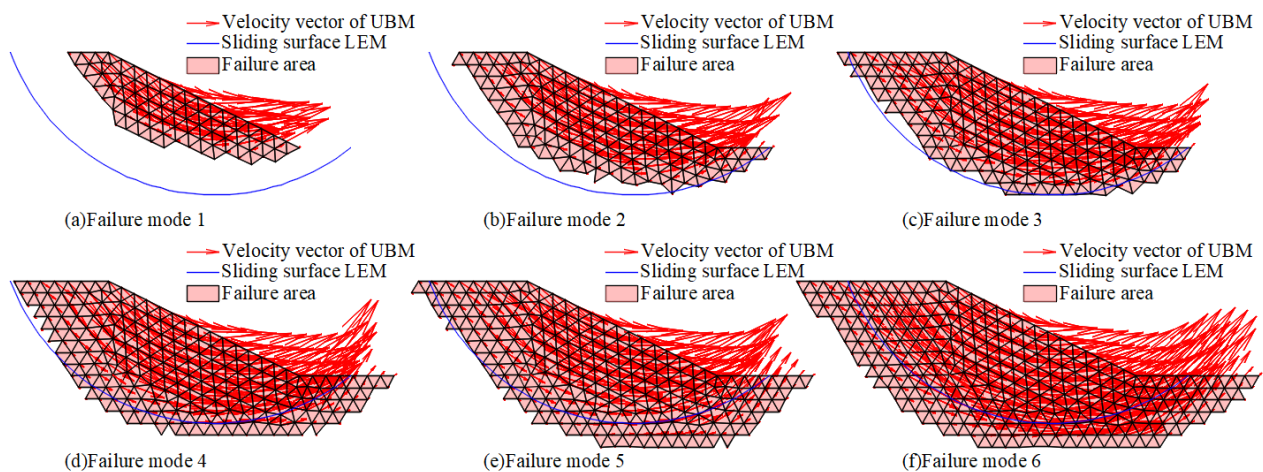 Velocity vector of UBM
Sliding surface LEM
Failure area
(a)Failure mode 1
Velocity vector of UBM
Sliding surface LEM
Failure area
(b)Failure mode 2
Velocity vector of UBM
Sliding surface LEM
Failure area
(c)Failure mode 3
Velocity vector of UBM
Sliding surface LEM
Failure area
(d)Failure mode 4
Velocity vector of UBM
Sliding surface LEM
Failure area
(e)Failure mode 5
Velocity vector of UBM
Sliding surface LEM
Failure area
(f)Failure mode 6